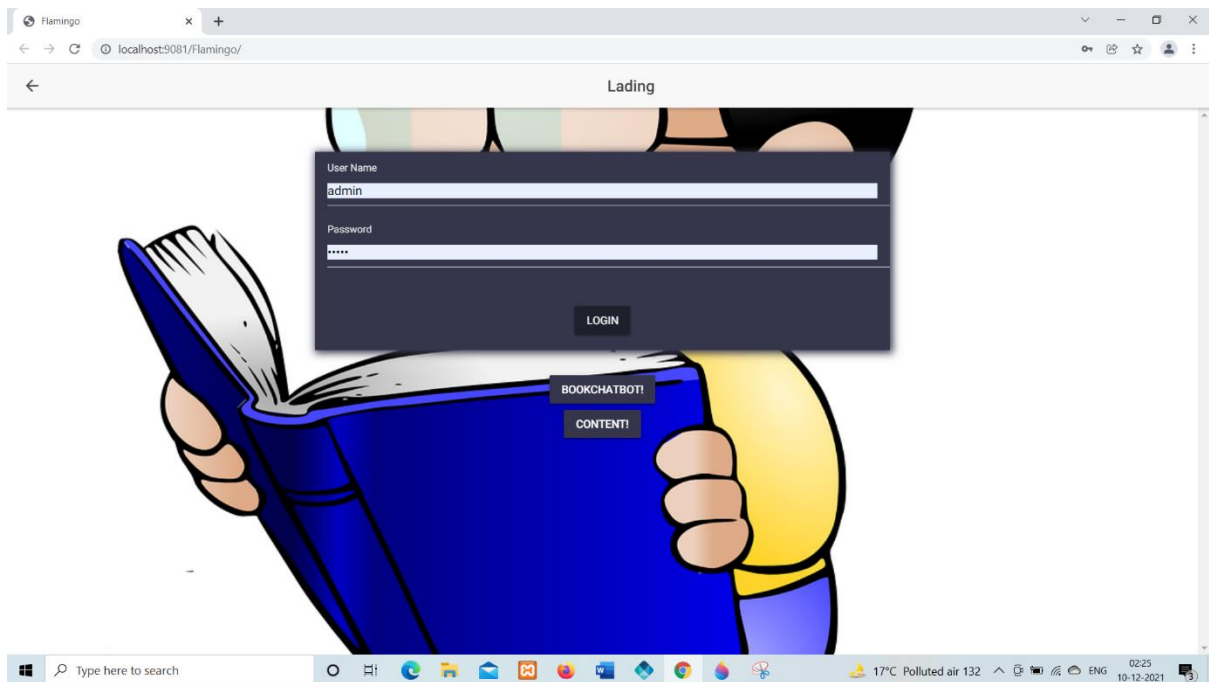 Flamingo
localhost:9081/Flamingo/
Lading
User Name
admin
Password
•••••
LOGIN
BOOKCHATBOT!
CONTENT!
Type here to search
17°C Polluted air 132
ENG
02:25
10-12-2021
3